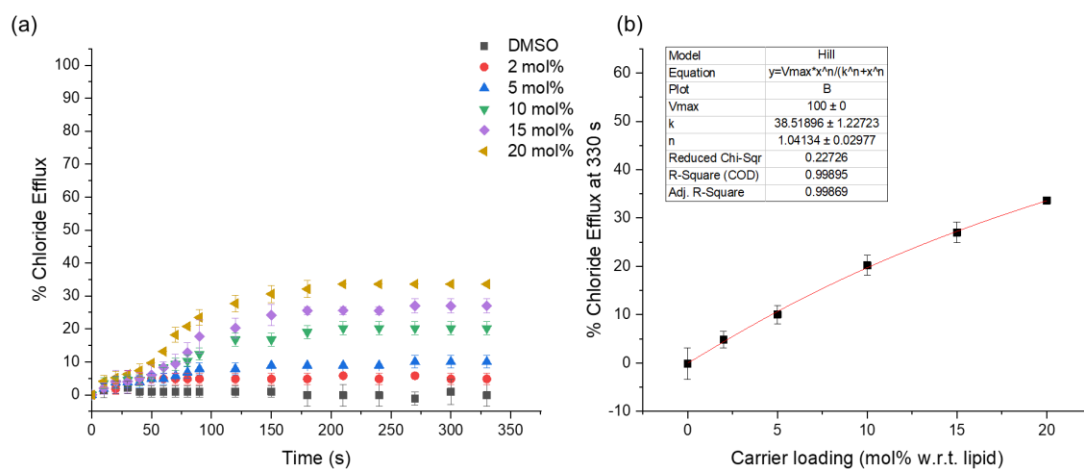 (a)
% Chloride Efflux
100
90
80
70
60
50
40
30
20
10
0
0 50 100 150 200 250 300 350
Time (s)
DMSO
2 mol%
5 mol%
10 mol%
15 mol%
20 mol%
(b)
% Chloride Efflux at 330 s
60
50
40
30
20
10
0
-10
0 5 10 15 20
Carrier loading (mol% w.r.t. lipid)
Model Hill
Equation y=Vmax*x^n/(k^n+x^n
Plot B
Vmax 100 ± 0
k 38.51896 ± 1.22723
n 1.04134 ± 0.02977
Reduced Chi-Sqr 0.22726
R-Square (COD) 0.99895
Adj. R-Square 0.99869